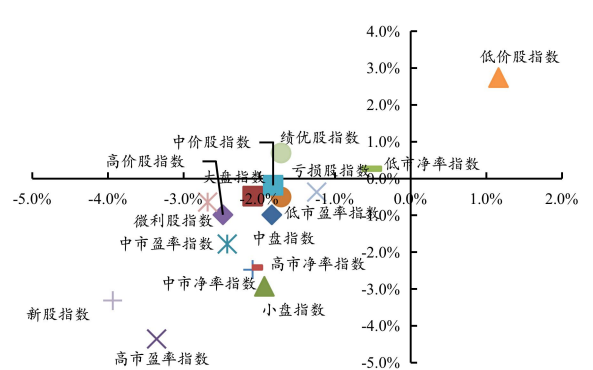 4.0%
低价股指数
3.0%
2.0%
中价股指数
绩优股指数
1.0%
高价股指数
大盘指数
亏损股指数
低市净率指数
0.0%
-5.0%
-4.0%
-3.0%
-2.0%
-1.0%
0.0%
1.0%
2.0%
微利股指数
低市盈率指数
-1.0%
中市盈率指数
中盘指数
-2.0%
高市净率指数
中市净率指数
-3.0%
新股指数
小盘指数
-4.0%
高市盈率指数
-5.0%